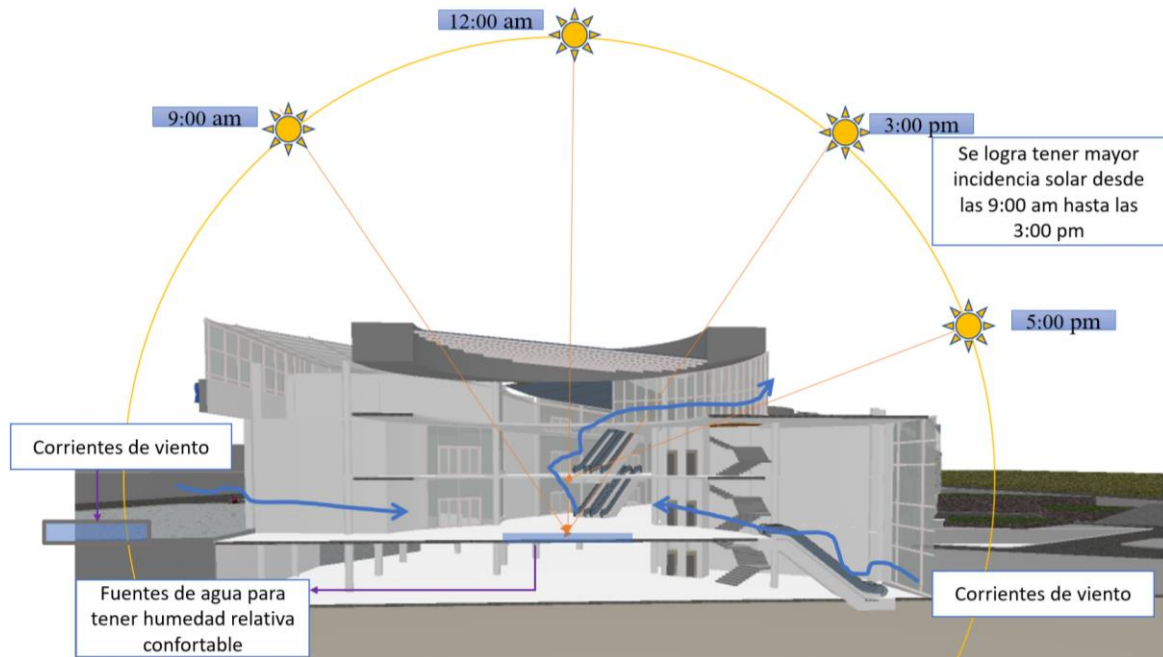 12:00 am
9:00 am
3:00 pm
Se logra tener mayor
incidencia solar desde
las 9:00 am hasta las
3:00 pm
5:00 pm
Corrientes de viento
Fuentes de agua para
tener humedad relativa
confortable
Corrientes de viento